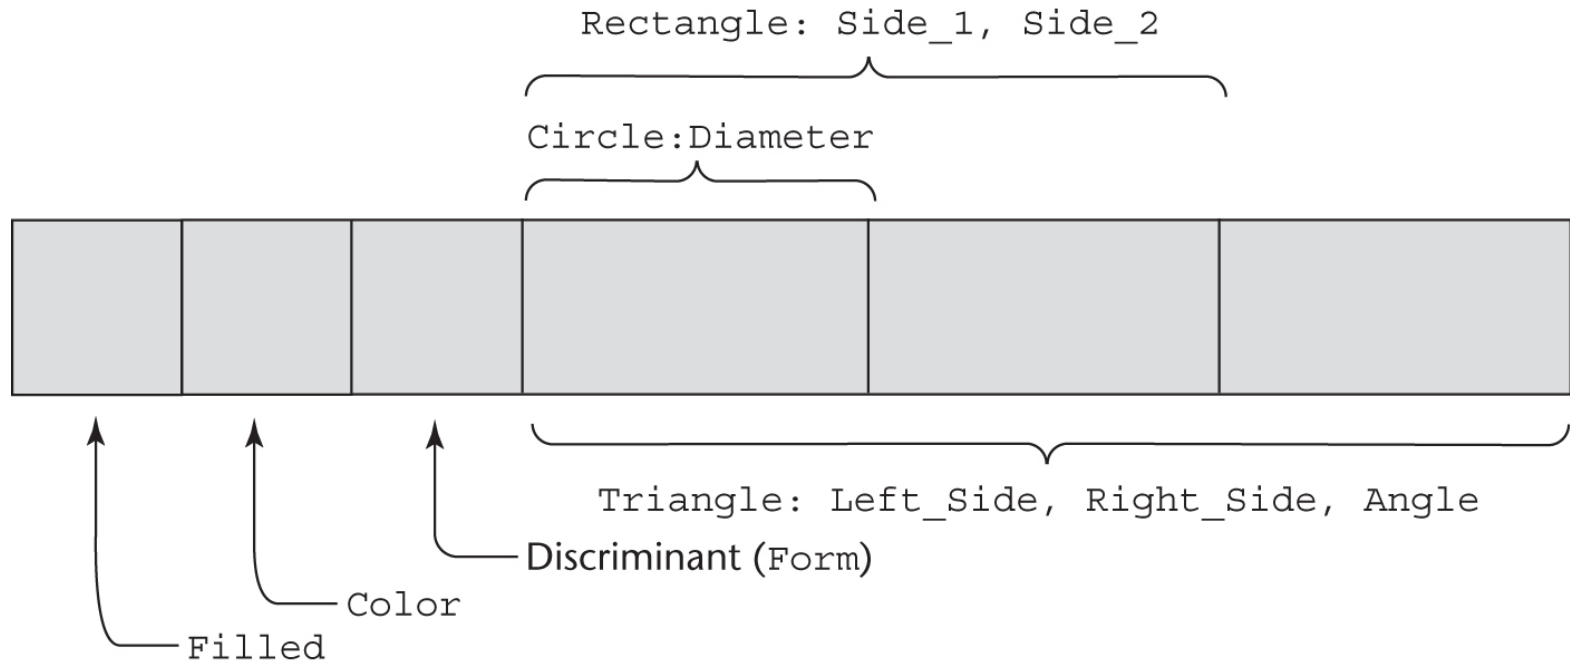 Rectangle: Side_1, Side_2
Circle:Diameter
Triangle: Left_Side, Right_Side, Angle
Discriminant (Form)
Color
Filled